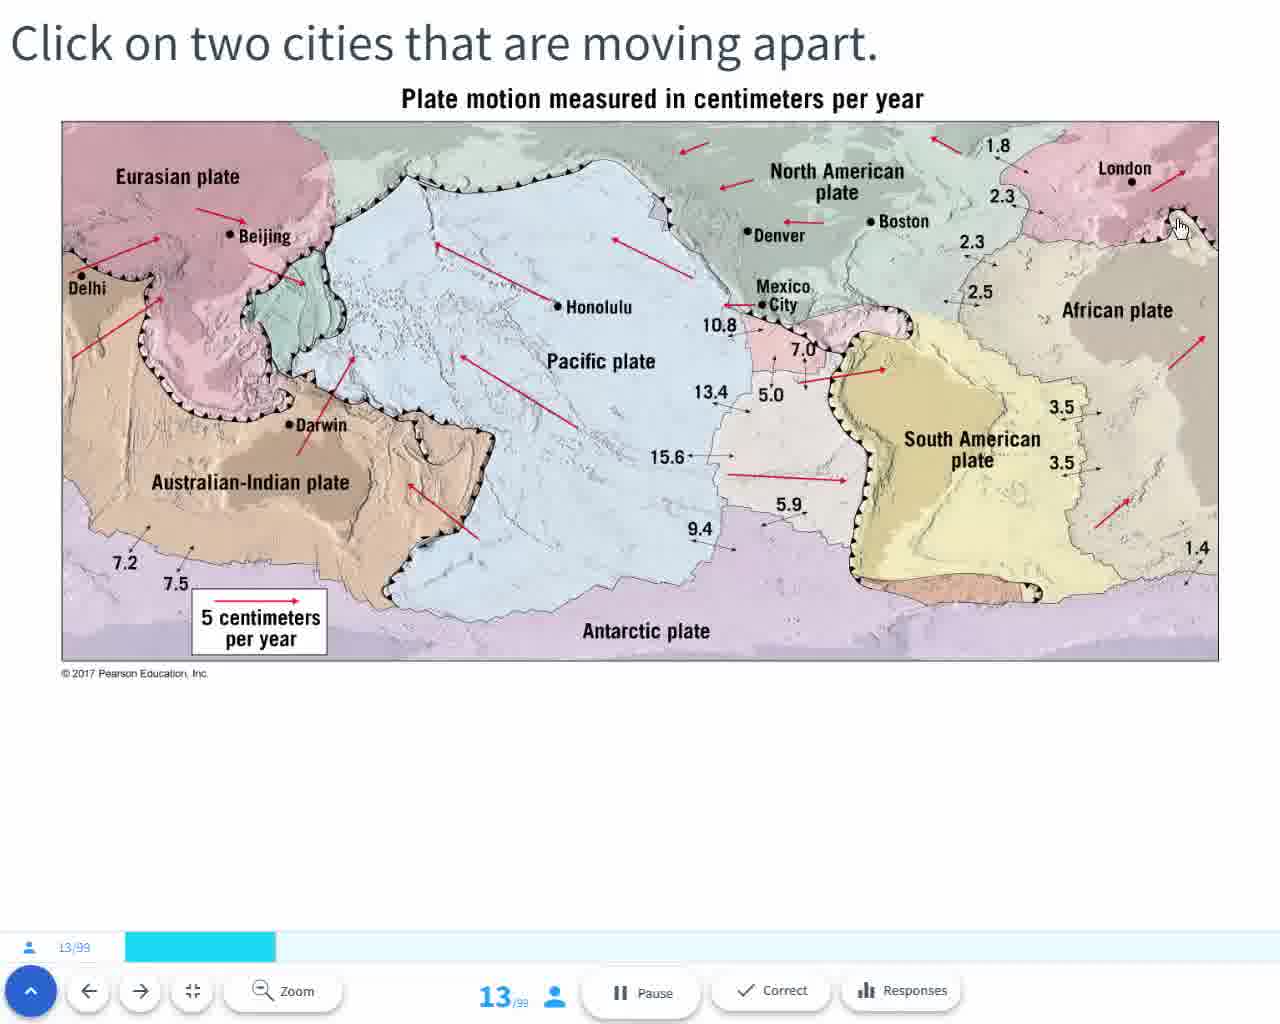 Click on two cities that are moving apart.
Plate motion measured in centimeters per year
1.8
Eurasian plate
North American
plate
London
2.3
Boston
Beijing
Denver
2.3
Delhi
Mexico
City
2.5
Honolulu
African plate
10.8
7.0
Pacific plate
13.4
5.0
3.5
Darwin
South American
plate
15.6
3.5
Australian-Indian plate
5.9
9.4
7.2
1.4
7.5
5 centimeters
per year
Antarctic plate
© 2017 Pearson Education, Inc.
13/99
Zoom
13/99
Pause
Correct
Responses